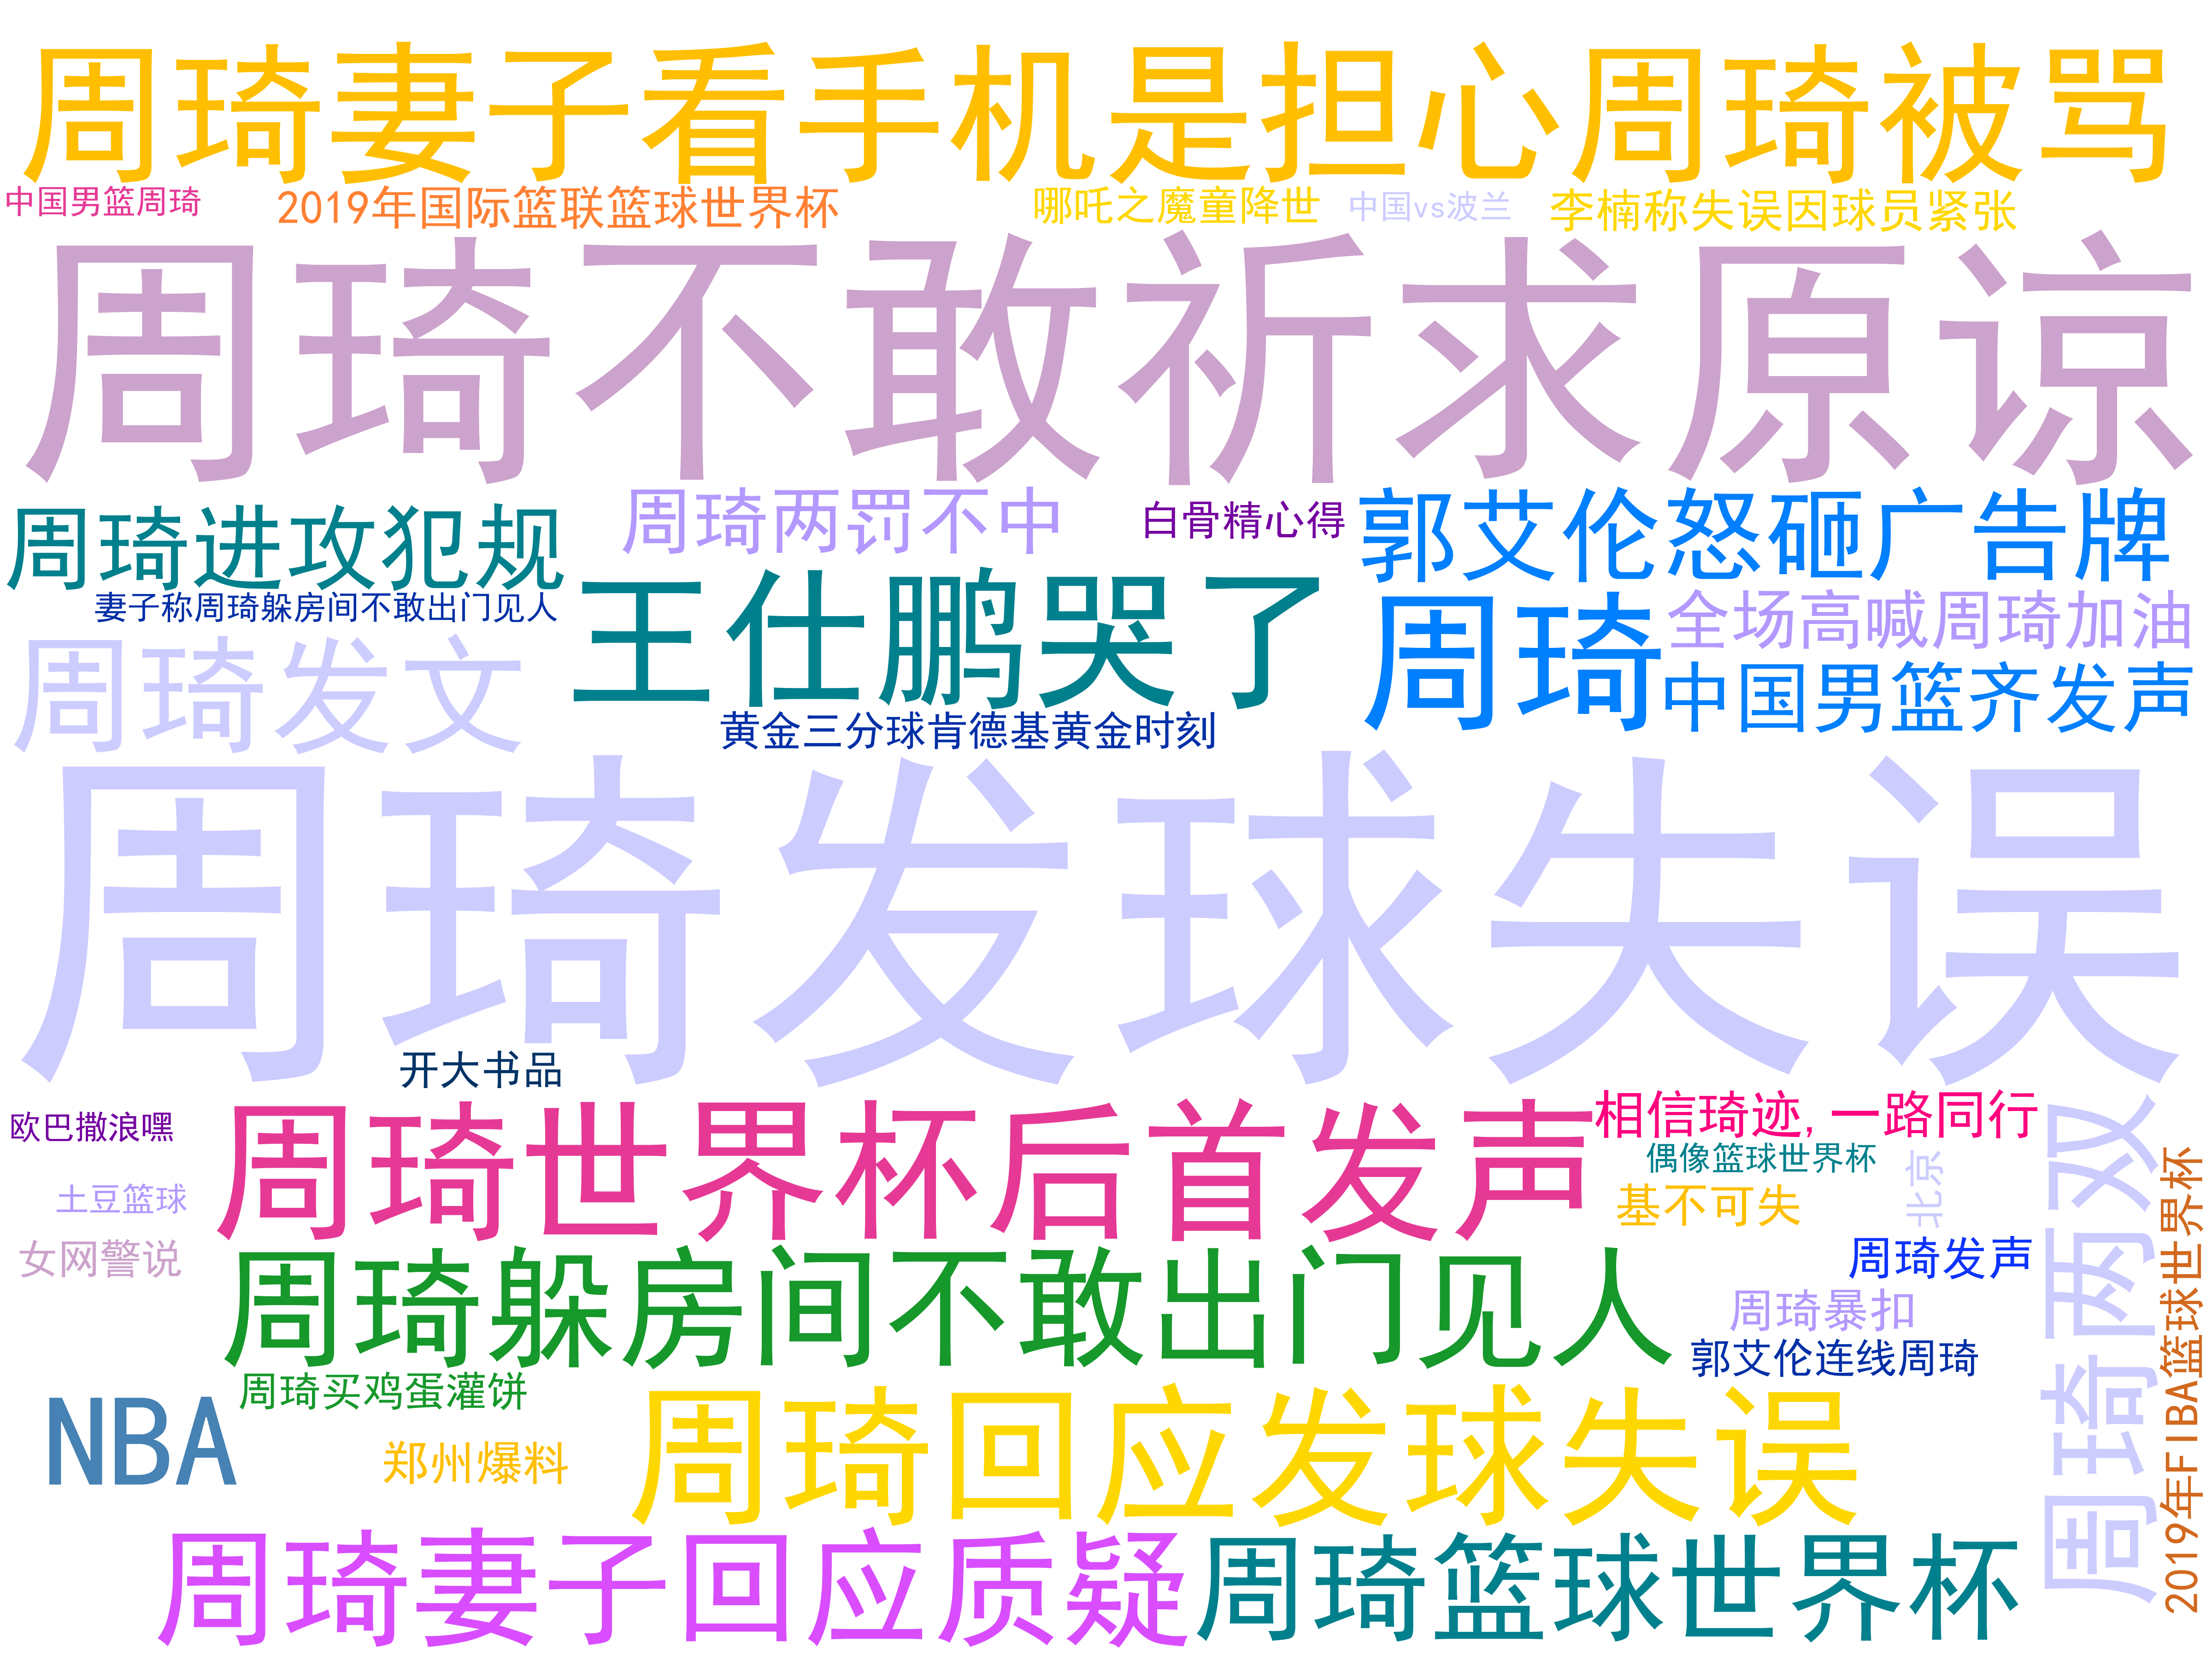 周琦妻子看手机是担心周琦被骂
中国男篮周琦
2019年国际篮联篮球世界杯
哪吒之魔童降世
中国vs波兰
李楠称失误因球员紧张
周琦不敢祈求原谅
周琦进攻犯规
周琦两罚不中
白骨精心得
郭艾伦怒砸广告牌
妻子称周琦躲房间不敢出门见人
王仕鹏哭了
周琦
全场高喊周琦加油
周琦发文
中国男篮齐发声
黄金三分球肯德基黄金时刻
周琦发球失误
开大书品
欧巴撒浪嘿
周琦世界杯后首发声
相信琦迹,一路同行
偶像篮球世界杯
北京
土豆篮球
基不可失
女网警说
周琦躲房间不敢出门见人
周琦发声
周琦暴扣
郭艾伦连线周琦
周琦两双
2019年FIBA篮球世界杯
NBA
周琦买鸡蛋灌饼
郑州爆料
周琦回应发球失误
周琦妻子回应质疑
周琦篮球世界杯